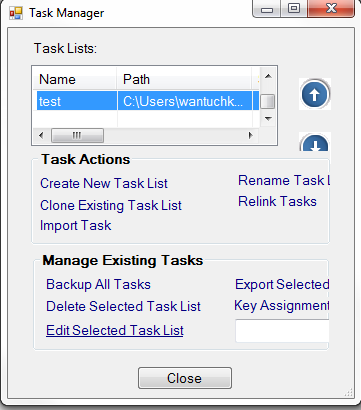 Task Manager
Task Lists:
Name Path
test C:\Users\wantuchk...
Task Actions
Create New Task List Rename Task L
Clone Existing Task List Relink Tasks
Import Task
Manage Existing Tasks
Backup All Tasks Export Selected
Delete Selected Task List Key Assignment
Edit Selected Task List
Close